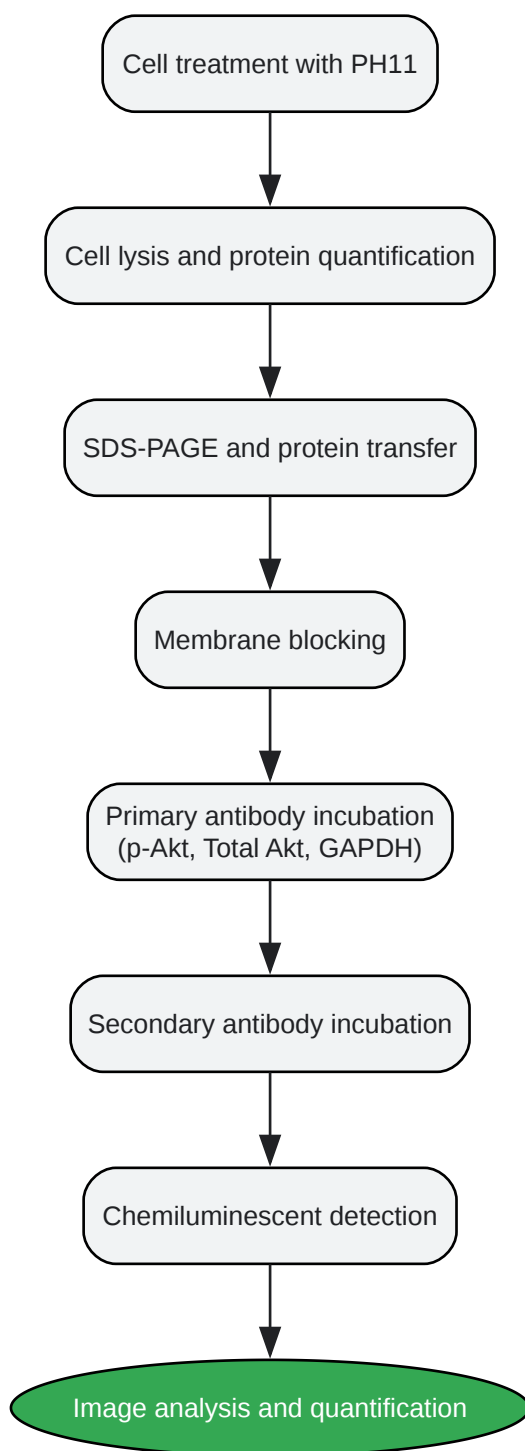 Cell treatment with PH11
Cell lysis and protein quantification
SDS-PAGE and protein transfer
Membrane blocking
Primary antibody incubation
(p-Akt, Total Akt, GAPDH)
Secondary antibody incubation
Chemiluminescent detection
Image analysis and quantification